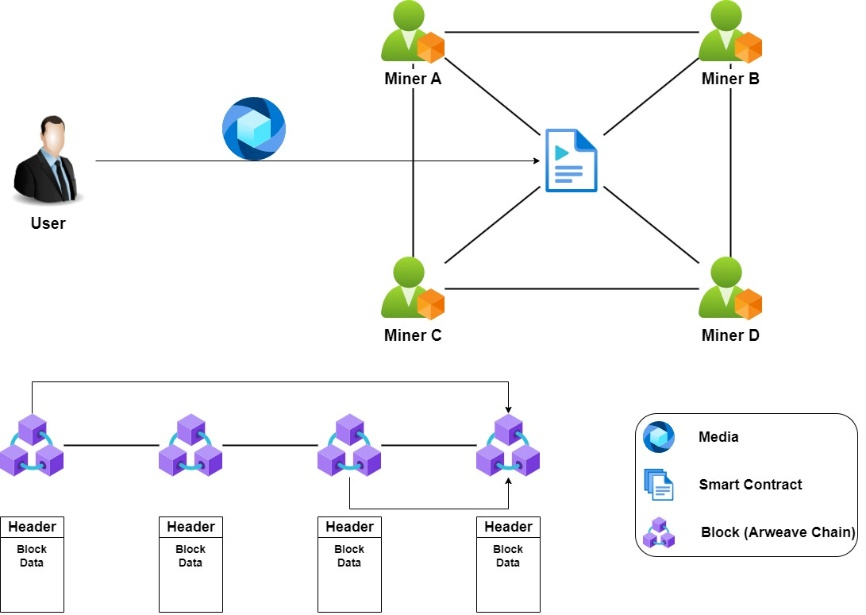 Miner A
Miner B
User
Miner C
Miner D
Media
Smart Contract
Block (Arweave Chain)
Header
Block
Data
Header
Block
Data
Header
Block
Data
Header
Block
Data